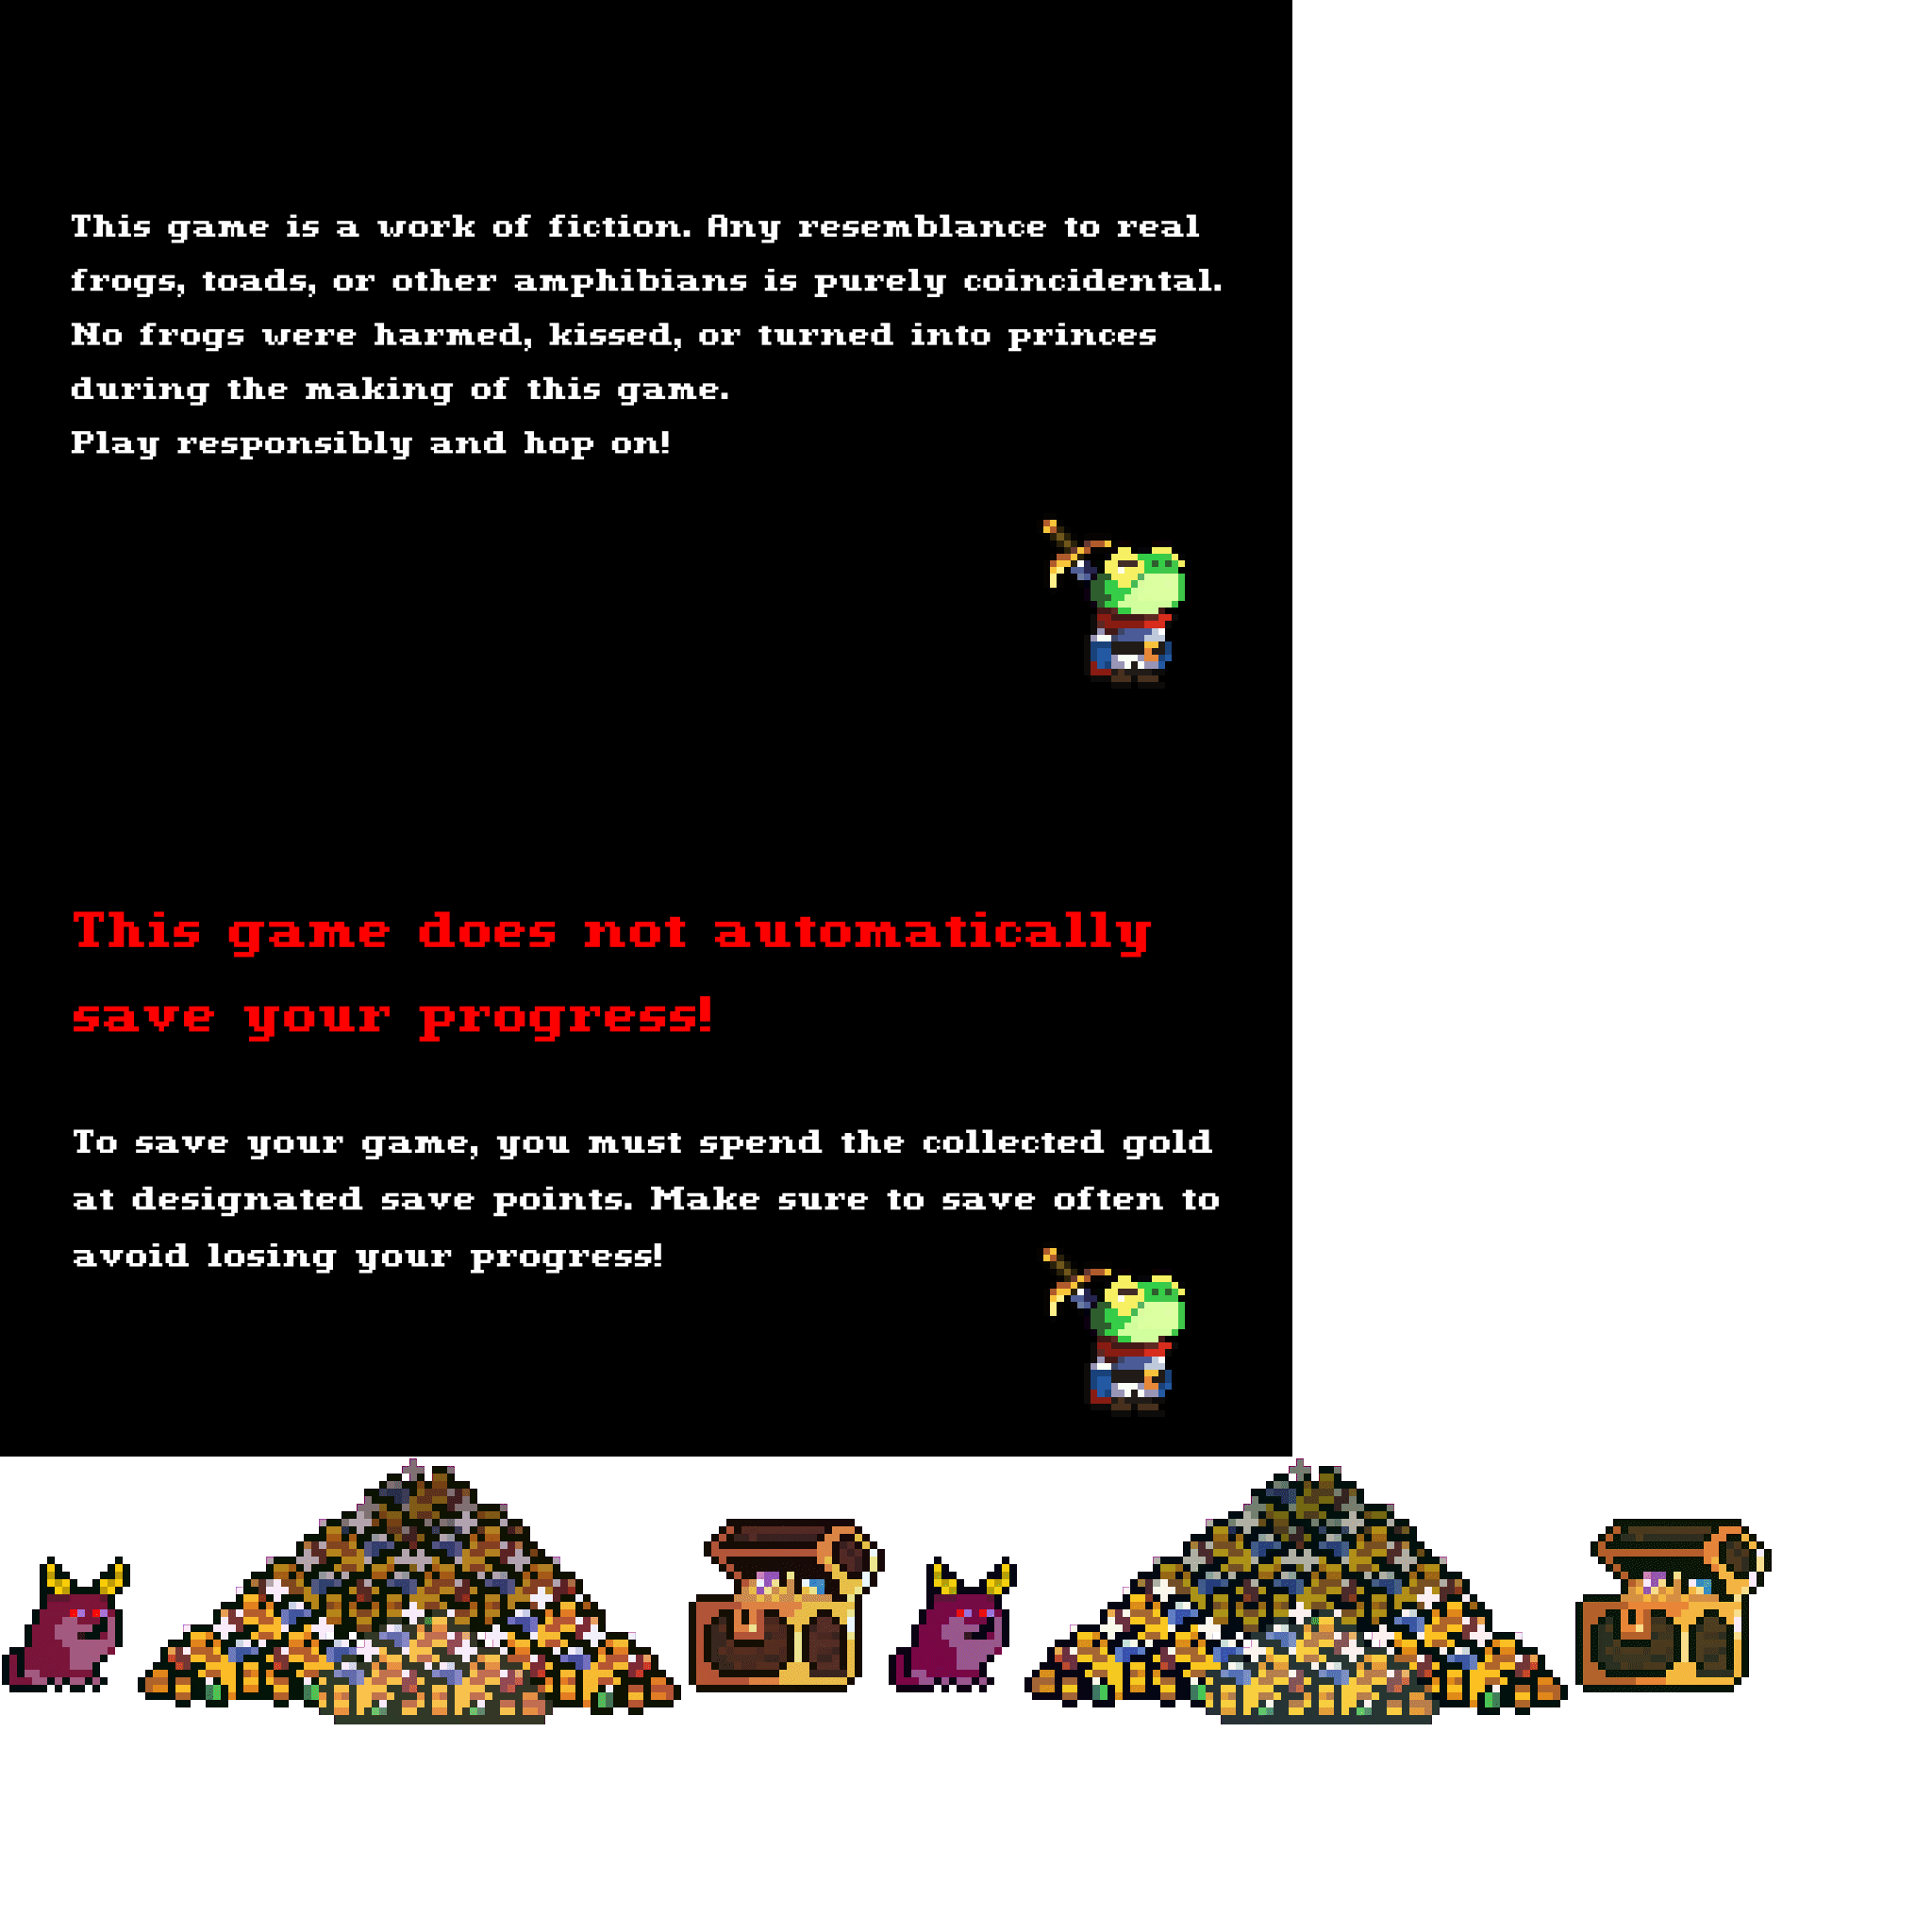 This game is a work of fiction. Any resemblance to real
frogs, toads, or other amphibians is purely coincidental.
No frogs were harmed, kissed, or turned into princes
during the making of this game.
Play responsibly and hop on!
This game does not automatically
save your progress!
To save your game, you must spend the collected gold
at designated save points. Make sure to save often to
avoid losing your progress!